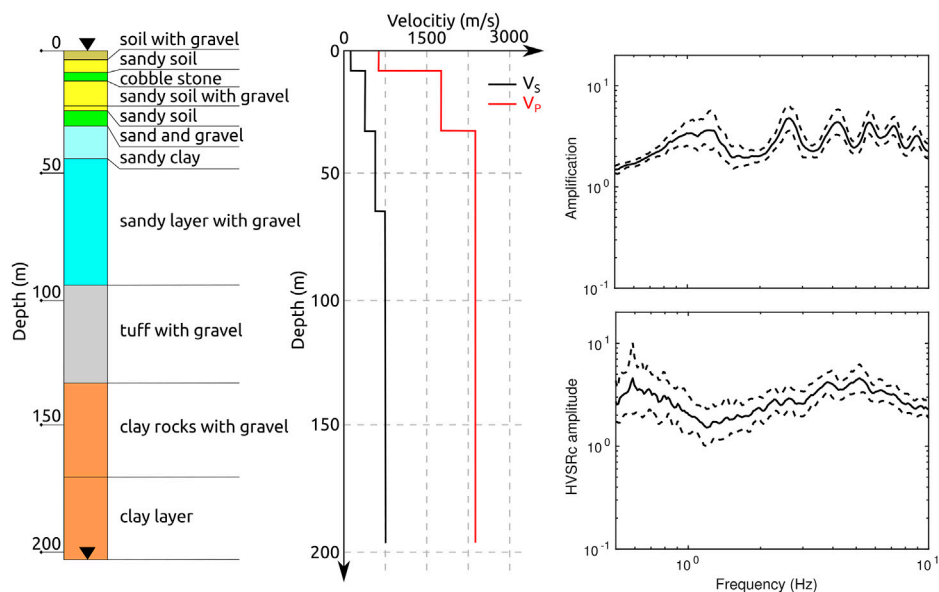 0
soil with gravel
sandy soil
cobble stone
sandy soil with gravel
sandy soil
sand and gravel
sandy clay
50
sandy layer with gravel
100
tuff with gravel
150
clay rocks with gravel
clay layer
200
Depth (m)
Velocitiy (m/s)
0 1500 3000
0
50
100
150
200
Depth (m)
V_S
V_P
10^1
10^0
10^-1
Amplification
10^1
10^0
10^-1
HVSRc amplitude
10^0 10^1
Frequency (Hz)